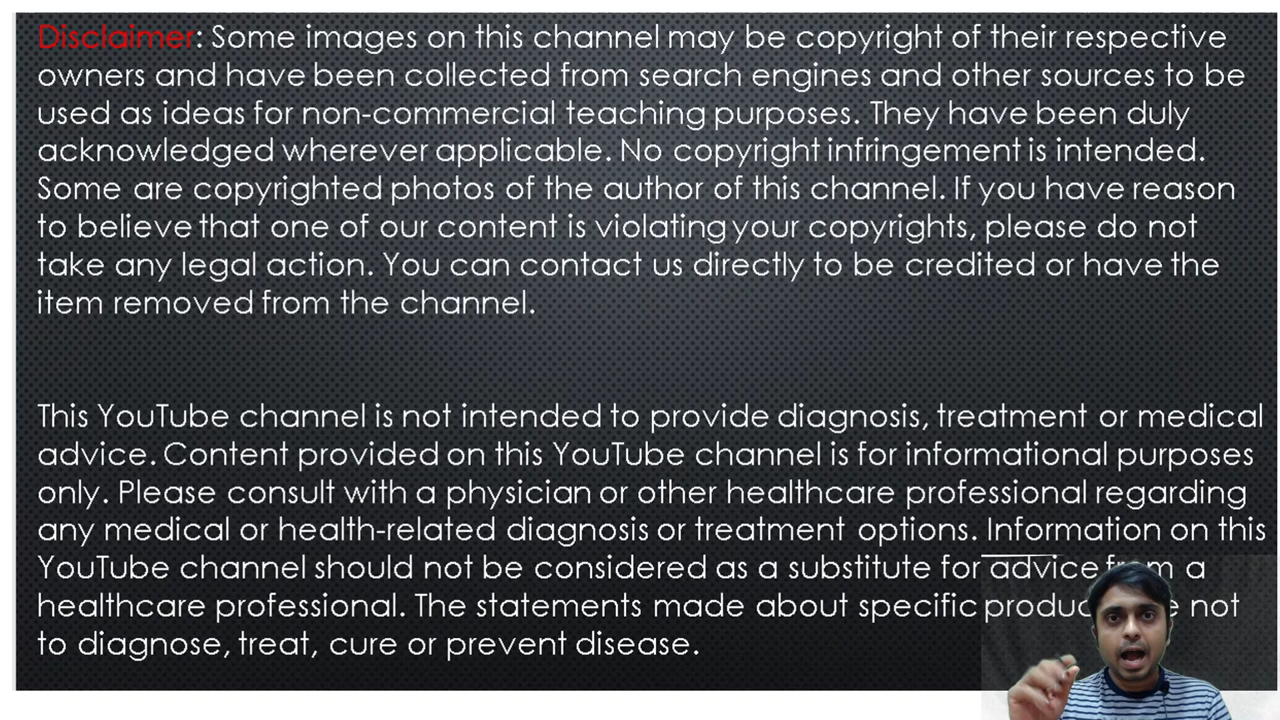 Disclaimer: Some images on this channel may be copyright of their respective
owners and have been collected from search engines and other sources to be
used as ideas for non-commercial teaching purposes. They have been duly
acknowledged wherever applicable. No copyright infringement is intended.
Some are copyrighted photos of the author of this channel. If you have reason
to believe that one of our content is violating your copyrights, please do not
take any legal action. You can contact us directly to be credited or have the
item removed from the channel.
This YouTube channel is not intended to provide diagnosis, treatment or medical
advice. Content provided on this YouTube channel is for informational purposes
only. Please consult with a physician or other healthcare professional regarding
any medical or health-related diagnosis or treatment options. Information on this
YouTube channel should not be considered as a substitute for advice from a
healthcare professional. The statements made about specific not
to diagnose, treat, cure or prevent disease.